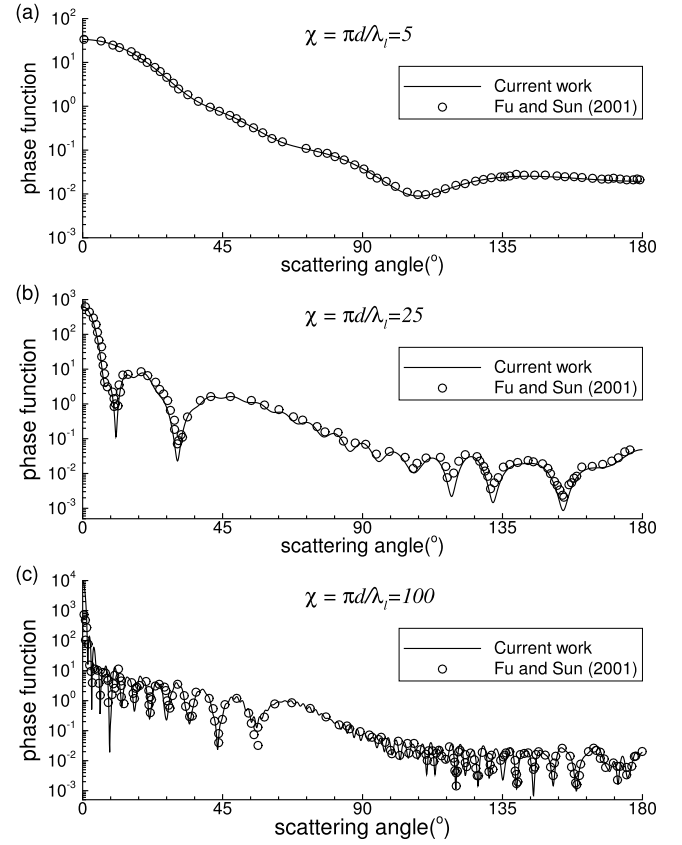 (a)
χ = πd/λ_l=5
phase function
10^2
10^1
10^0
10^-1
10^-2
10^-3
Current work
Fu and Sun (2001)
0 45 90 135 180
scattering angle(°)
(b)
χ = πd/λ_l=25
phase function
10^3
10^2
10^1
10^0
10^-1
10^-2
10^-3
Current work
Fu and Sun (2001)
0 45 90 135 180
scattering angle(°)
(c)
χ = πd/λ_l=100
phase function
10^4
10^3
10^2
10^1
10^0
10^-1
10^-2
10^-3
Current work
Fu and Sun (2001)
0 45 90 135 180
scattering angle(°)